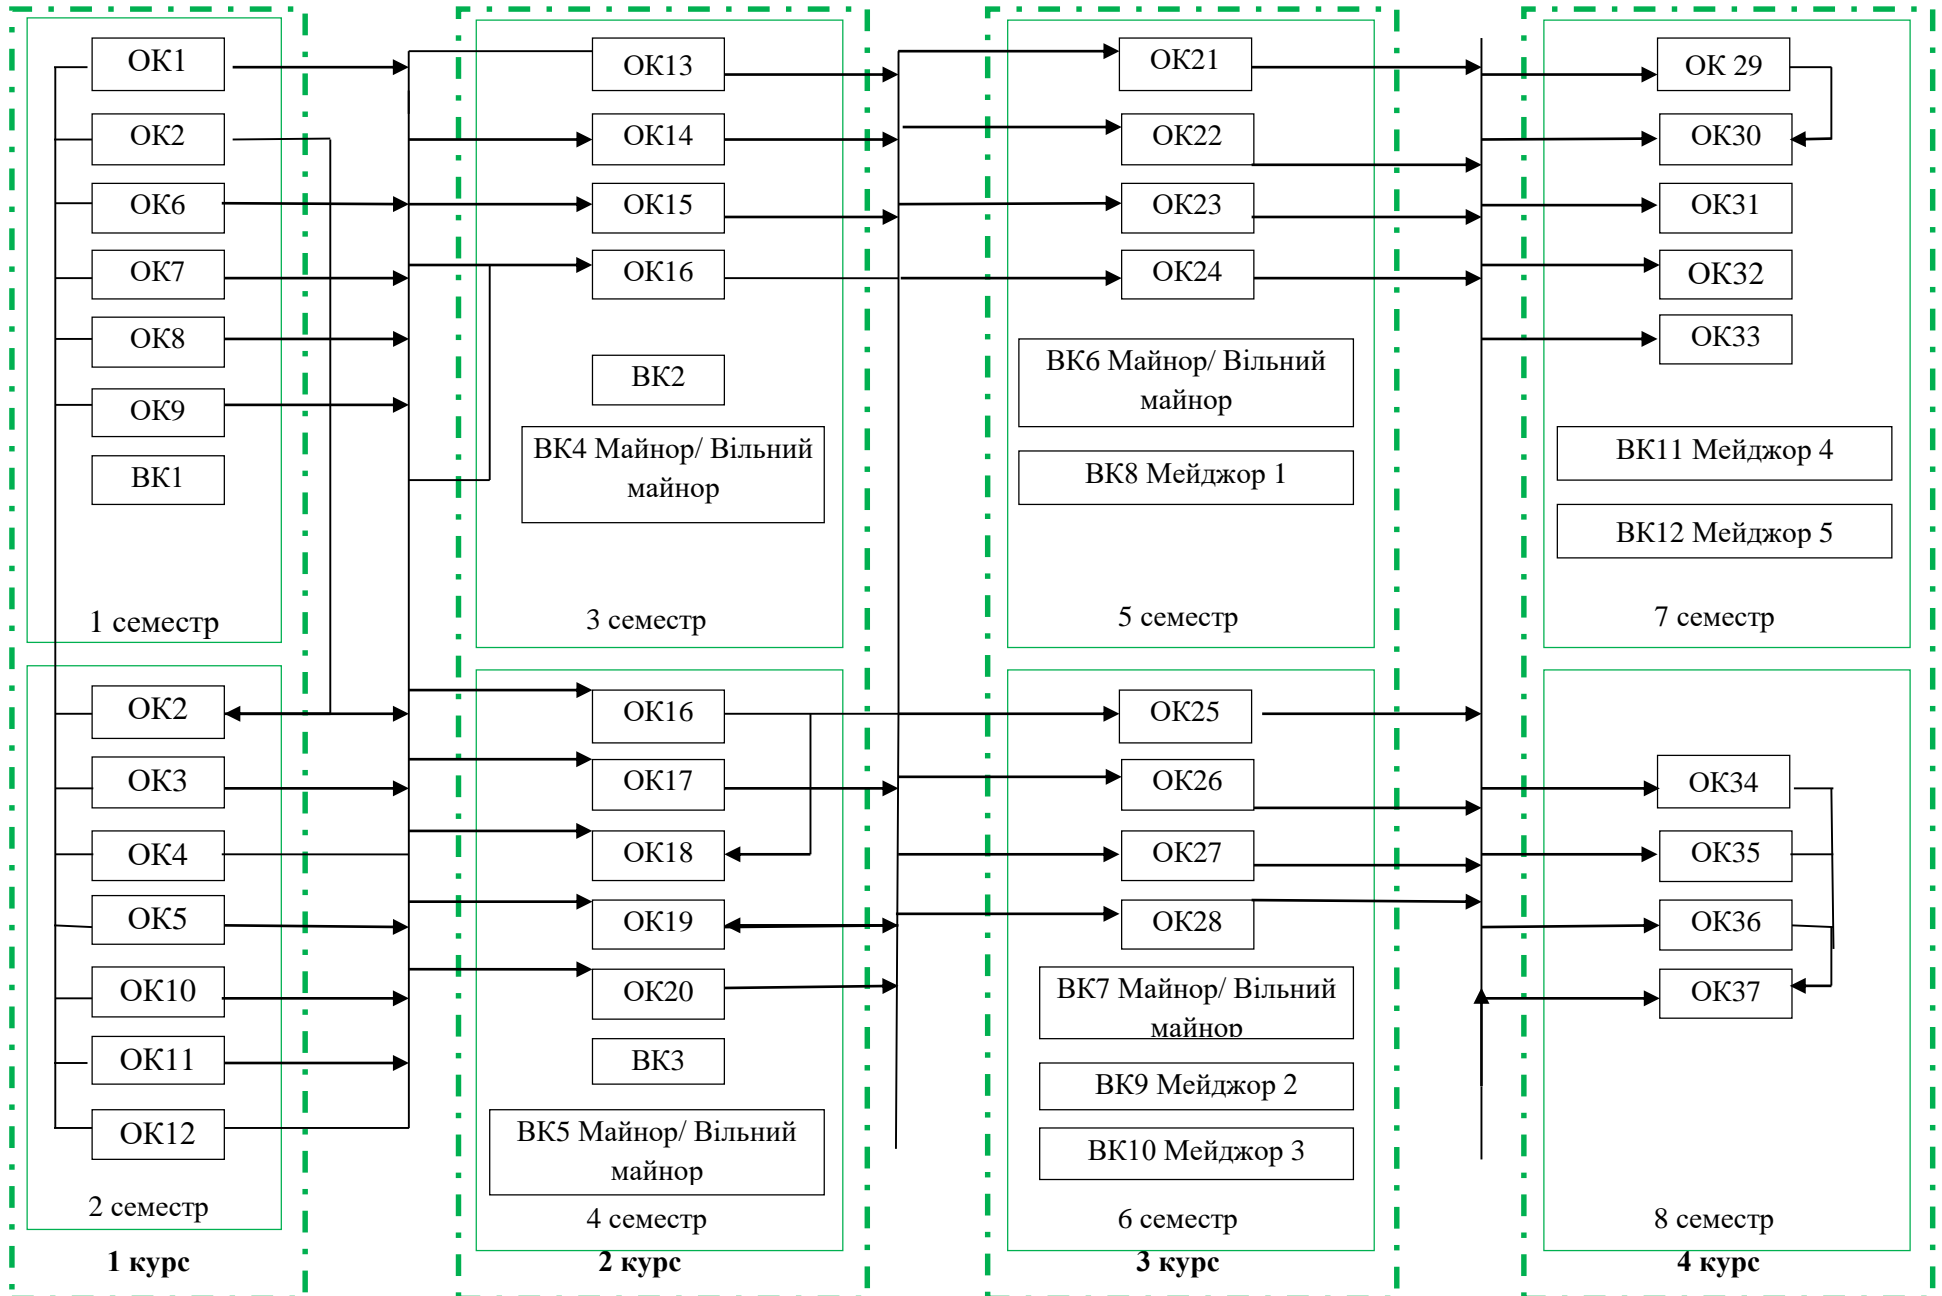 ОК1
ОК2
ОК6
ОК7
ОК8
ОК9
ВК1
1 семестр
ОК2
ОК3
ОК4
ОК5
ОК10
ОК11
ОК12
2 семестр
1 курс
ОК13
ОК14
ОК15
ОК16
ВК2
ВК4 Майнор/ Вільний
майнор
3 семестр
ОК16
ОК17
ОК18
ОК19
ОК20
ВК3
ВК5 Майнор/ Вільний
майнор
4 семестр
2 курс
ОК21
ОК22
ОК23
ОК24
ВК6 Майнор/ Вільний
майнор
ВК8 Мейджор 1
5 семестр
ОК25
ОК26
ОК27
ОК28
ВК7 Майнор/ Вільний
майнор
ВК9 Мейджор 2
ВК10 Мейджор 3
6 семестр
3 курс
ОК 29
ОК30
ОК31
ОК32
ОК33
ВК11 Мейджор 4
ВК12 Мейджор 5
7 семестр
ОК34
ОК35
ОК36
ОК37
8 семестр
4 курс